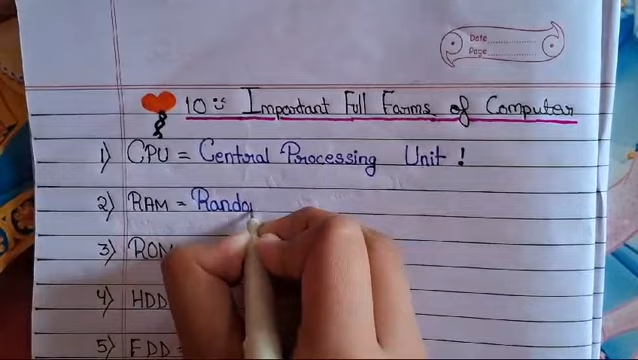 Date
Page
10 Important Full Farms of Computer
1) CPU = Central Processing Unit !
2) RAM = Rando
3) ROM
4) HDD
5) FDD =